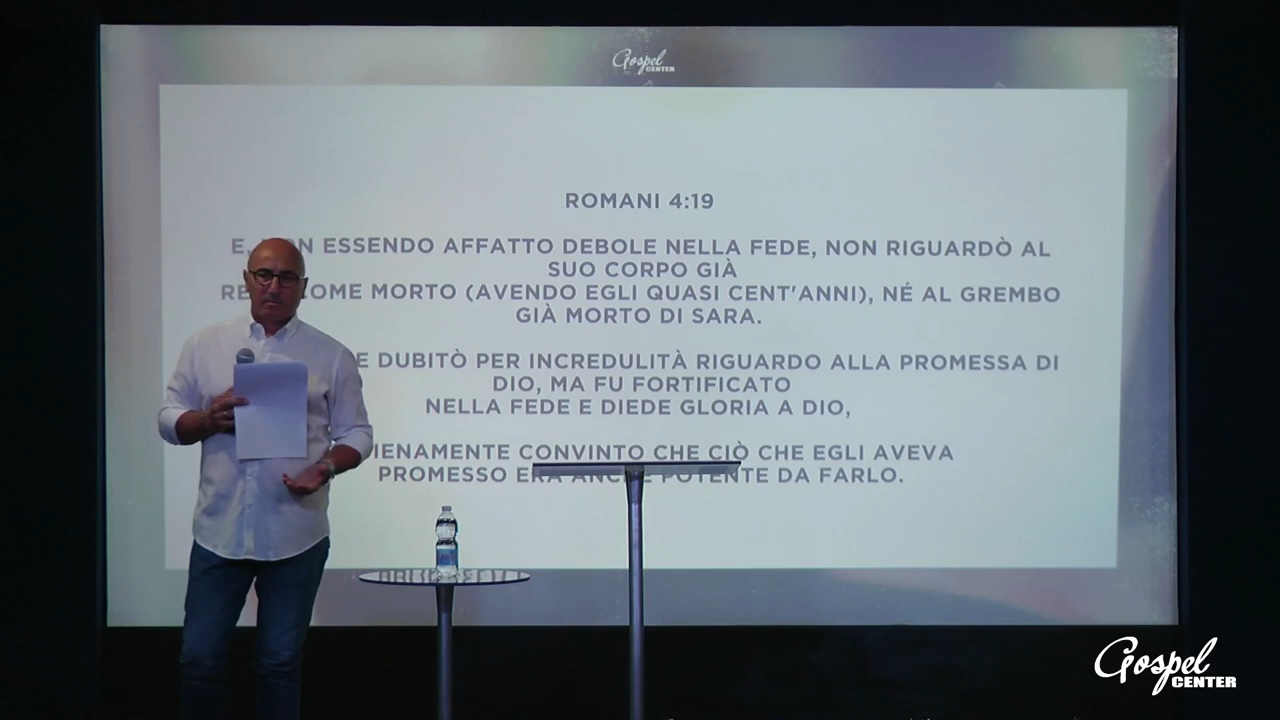 Gospel
CENTER
ROMANI 4:19
E, ESSENDO AFFATTO DEBOLE NELLA FEDE, NON RIGUARDÒ AL
SUO CORPO GIÀ
COME MORTO (AVENDO EGLI QUASI CENT'ANNI), NÉ AL GREMBO
GIÀ MORTO DI SARA.
E DUBITÒ PER INCREDULITÀ RIGUARDO ALLA PROMESSA DI
DIO, MA FU FORTIFICATO
NELLA FEDE E DIEDE GLORIA A DIO,
IENAMENTE CONVINTO CHE CIÒ CHE EGLI AVEVA
PROMESSO ERA ANCHE POTENTE DA FARLO.
Gospel
CENTER